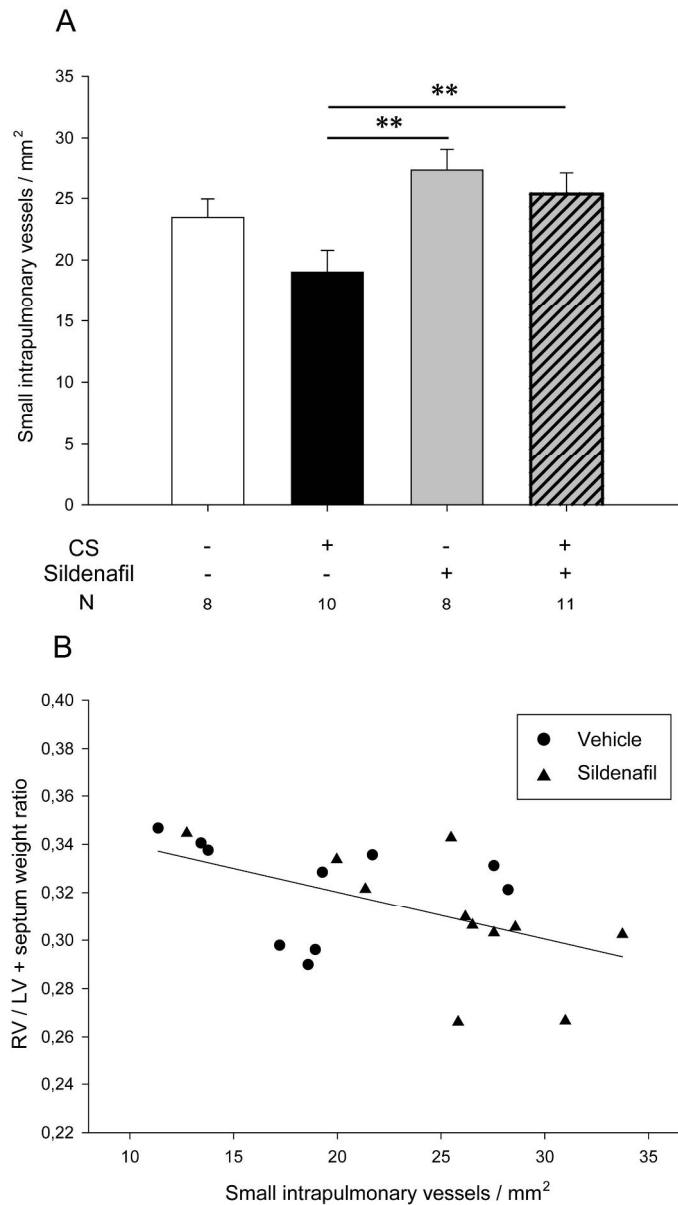 A
Small intrapulmonary vessels / mm²
35
30
25
20
15
10
5
0
**
**
CS - + - +
Sildenafil - - + +
N 8 10 8 11
B
RV / LV + septum weight ratio
0,40
0,38
0,36
0,34
0,32
0,30
0,28
0,26
0,24
0,22
Vehicle
Sildenafil
10 15 20 25 30 35
Small intrapulmonary vessels / mm²